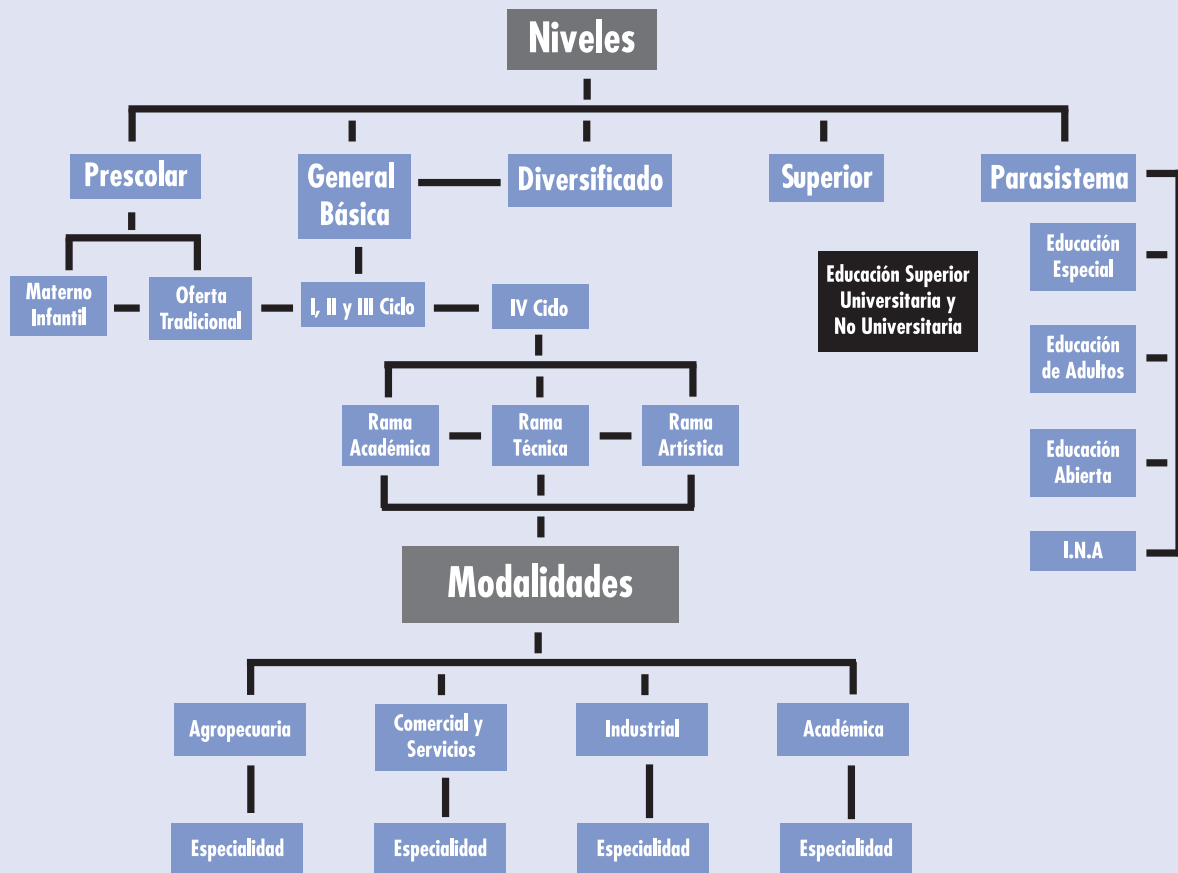 Niveles
Prescolar
General
Básica
Diversificado
Superior
Parasistema
Materno
Infantil
Oferta
Tradicional
I, II y III Ciclo
IV Ciclo
Educación Superior
Universitaria y
No Universitaria
Educación
Especial
Educación
de Adultos
Educación
Abierta
I.N.A
Rama
Académica
Rama
Técnica
Rama
Artística
Modalidades
Agropecuaria
Comercial y
Servicios
Industrial
Académica
Especialidad
Especialidad
Especialidad
Especialidad